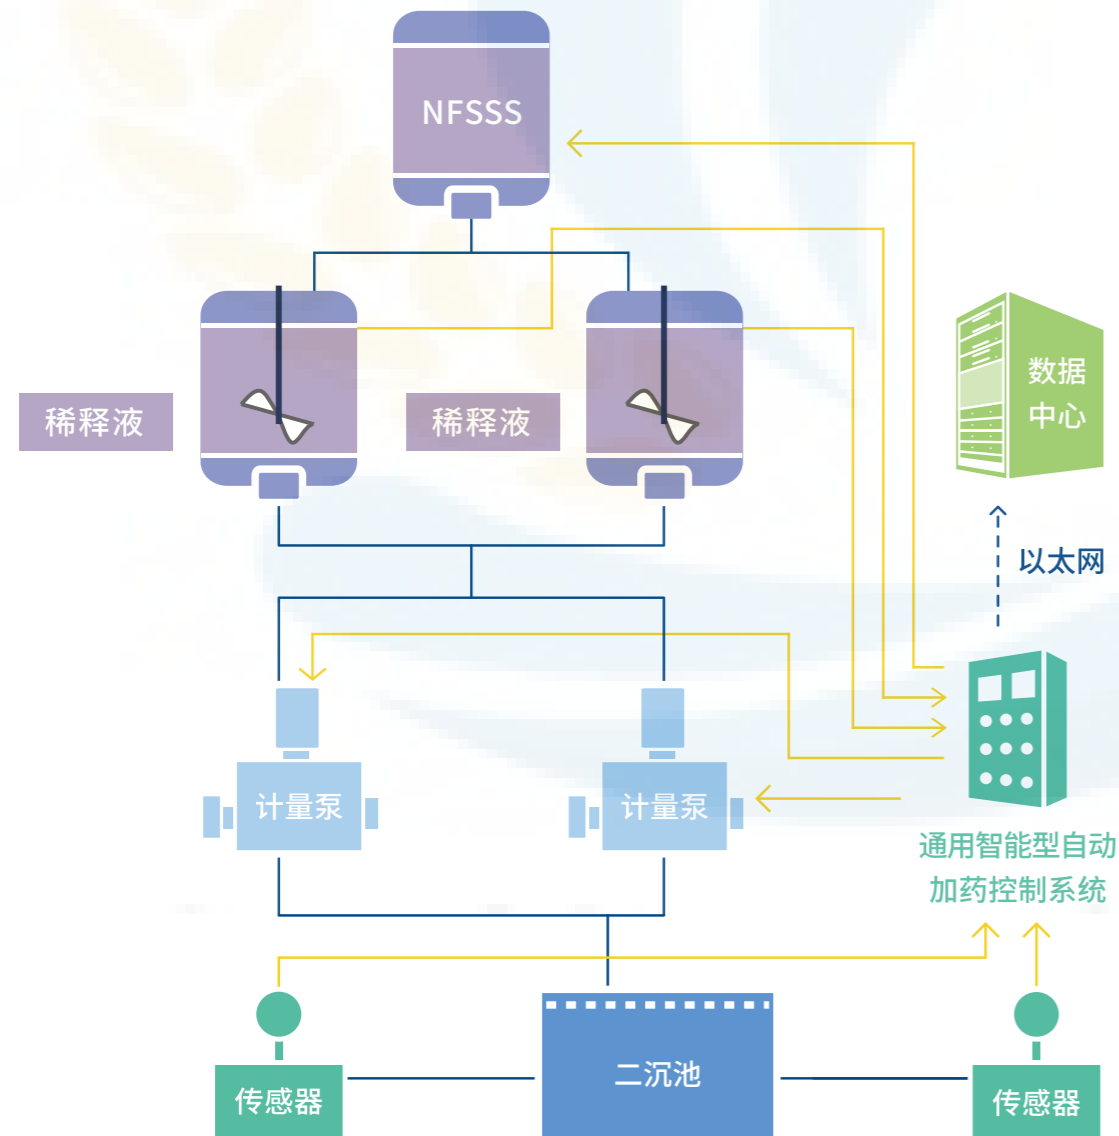 NFSSS
稀释液
稀释液
数据
中心
以太网
计量泵
计量泵
通用智能型自动
加药控制系统
传感器
二沉池
传感器